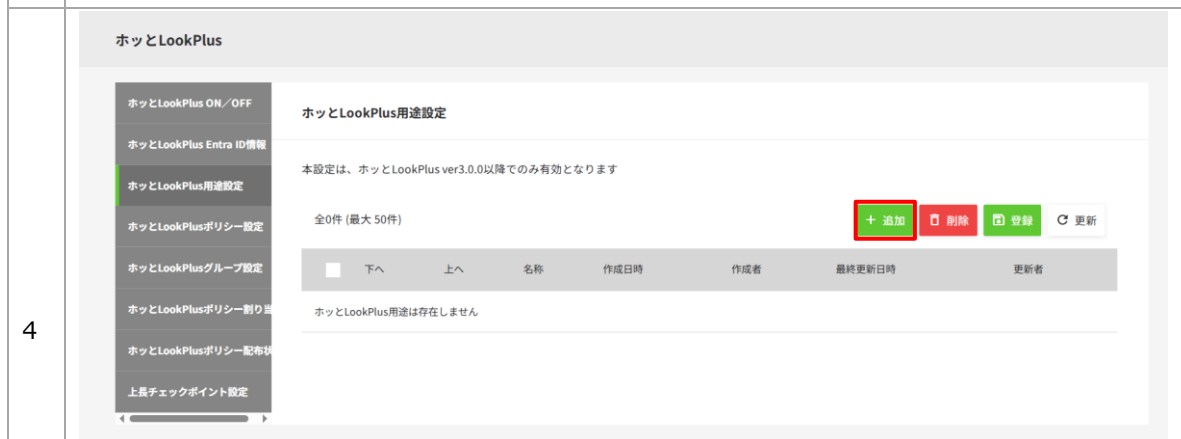 4
ホッとLookPlus
ホッとLookPlus ON／OFF
ホッとLookPlus Entra ID情報
ホッとLookPlus用途設定
ホッとLookPlusポリシー設定
ホッとLookPlusグループ設定
ホッとLookPlusポリシー割り当
ホッとLookPlusポリシー配布状
上長チェックポイント設定
ホッとLookPlus用途設定
本設定は、ホッとLookPlus ver3.0.0以降でのみ有効となります
全0件 (最大 50件)
+ 追加 削除 登録 更新
下へ 上へ 名称 作成日時 作成者 最終更新日時 更新者
ホッとLookPlus用途は存在しません